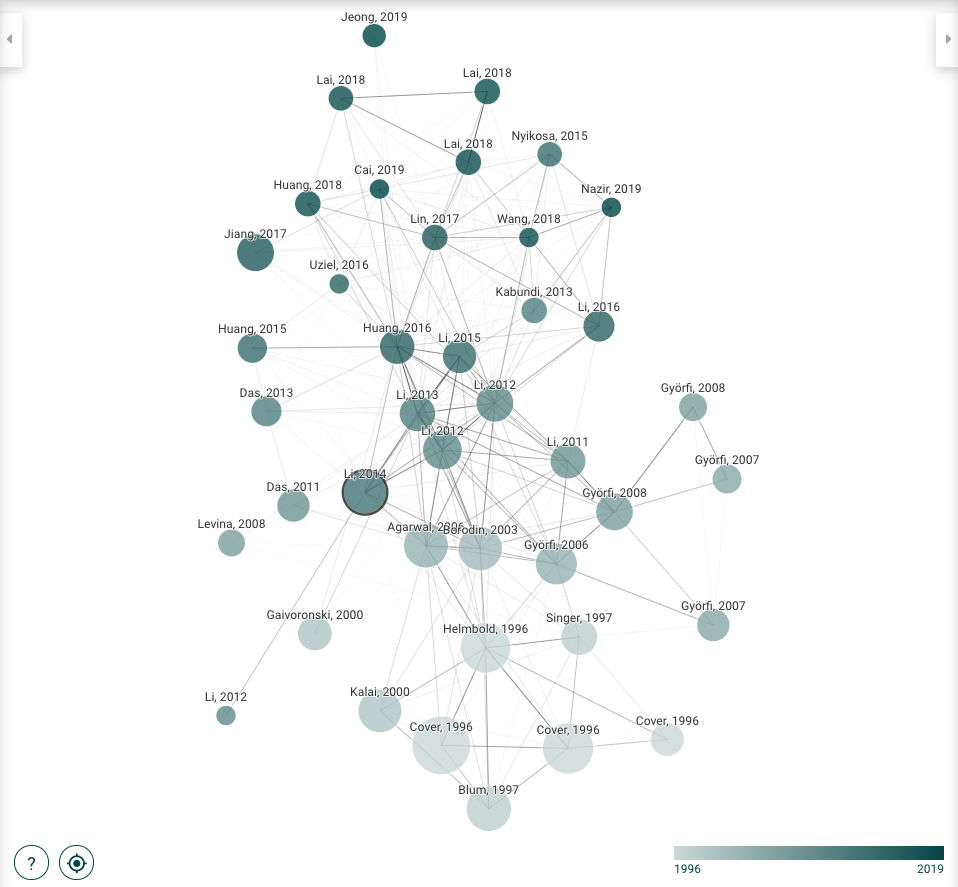 Jeong, 2019
Lai, 2018
Lai, 2018
Nyikosa, 2015
Lai, 2018
Cai, 2019
Huang, 2018
Nazir, 2019
Lin, 2017
Wang, 2018
Jiang, 2017
Uziel, 2016
Kabundi, 2013
Li, 2016
Huang, 2015
Huang, 2016
Li, 2015
Li, 2012
Györfi, 2008
Das, 2013
Li, 2013
Li, 2012
Li, 2011
Györfi, 2007
Li, 2014
Das, 2011
Györfi, 2008
Levina, 2008
Agarwal, 2006
Borodin, 2003
Györfi, 2006
Gaivoronski, 2000
Györfi, 2007
Singer, 1997
Helmbold, 1996
Li, 2012
Kalai, 2000
Cover, 1996
Cover, 1996
Cover, 1996
Blum, 1997
?
1996
2019